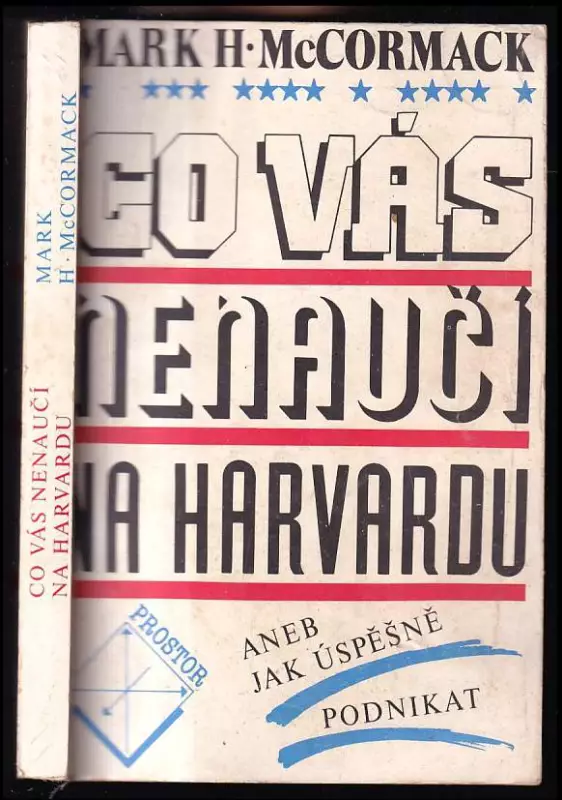 MARK H. McCORMACK
CO VÁS
NENAUČÍ
NA HARVARDU
ANEB
JAK ÚSPĚŠNĚ
PODNIKAT
PROSTOR
MARK
H. McCORMACK
CO VÁS NENAUČÍ
NA HARVARDU